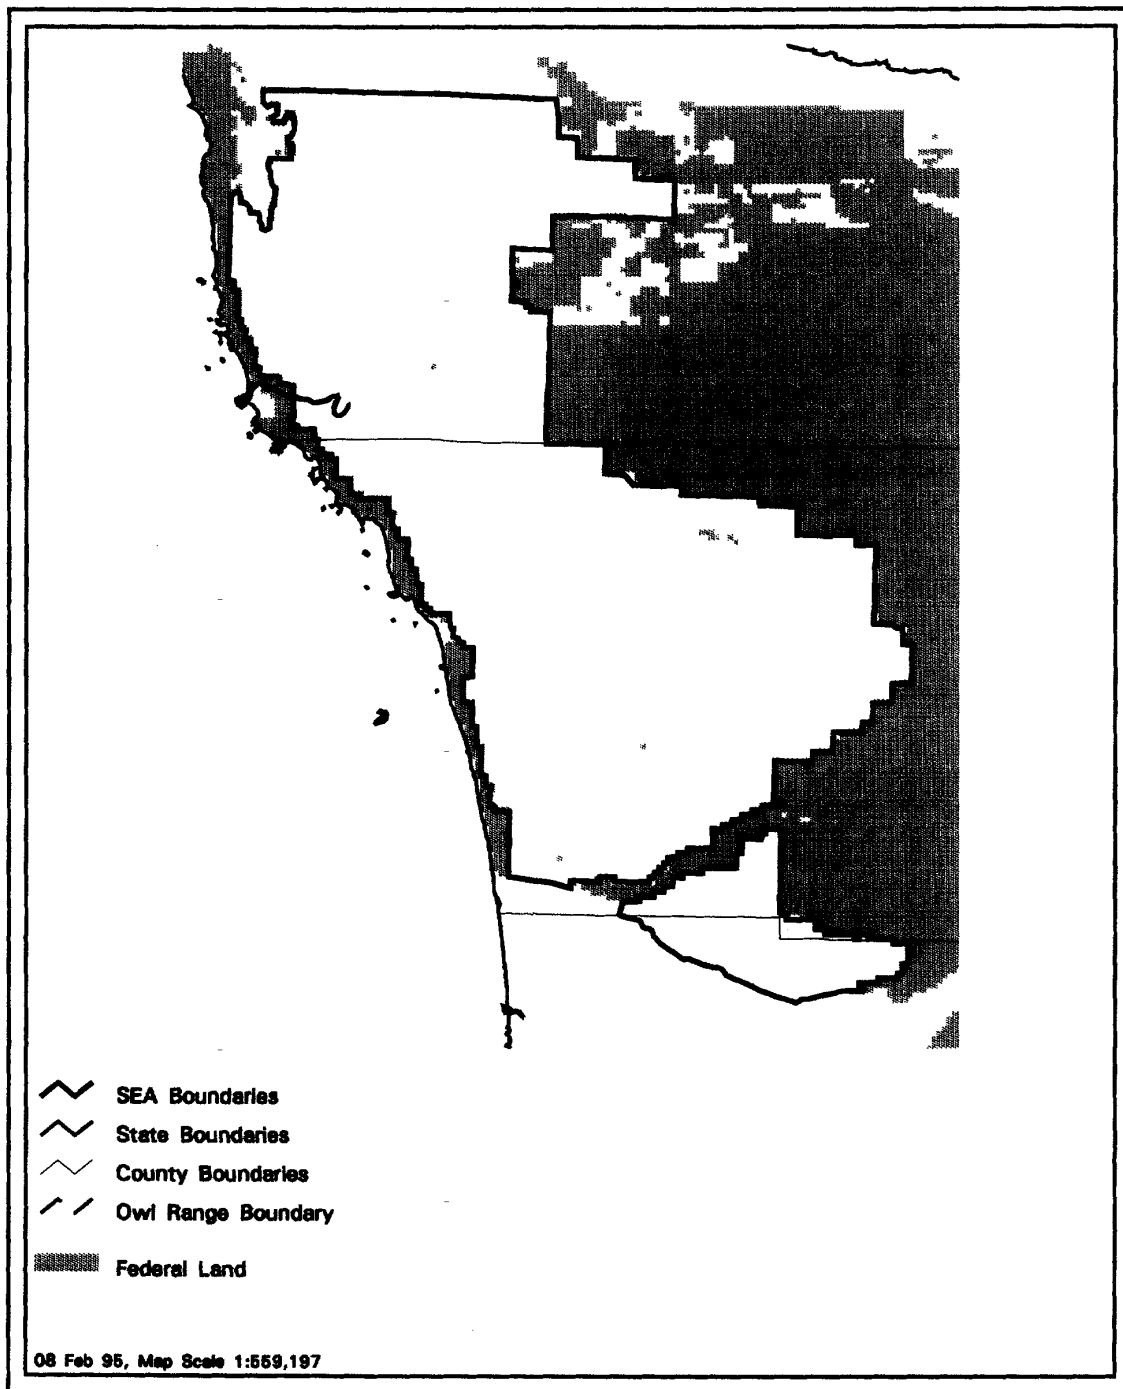 SEA Boundaries
State Boundaries
County Boundaries
Owl Range Boundary
Federal Land
08 Feb 95, Map Scale 1:559,197